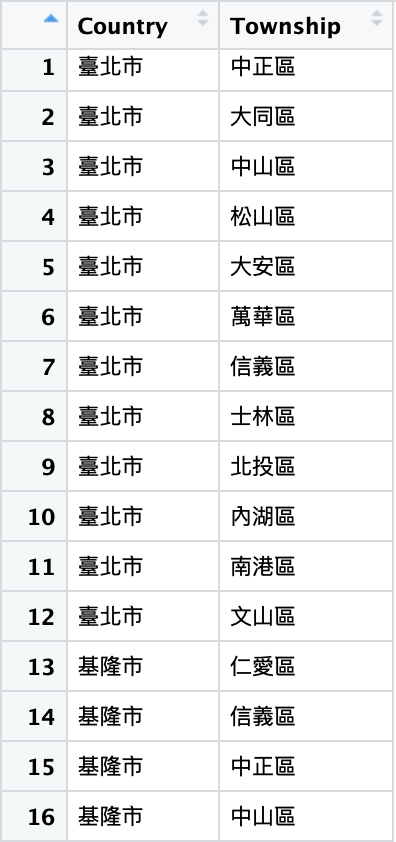 Country Township
1 臺北市 中正區
2 臺北市 大同區
3 臺北市 中山區
4 臺北市 松山區
5 臺北市 大安區
6 臺北市 萬華區
7 臺北市 信義區
8 臺北市 士林區
9 臺北市 北投區
10 臺北市 內湖區
11 臺北市 南港區
12 臺北市 文山區
13 基隆市 仁愛區
14 基隆市 信義區
15 基隆市 中正區
16 基隆市 中山區